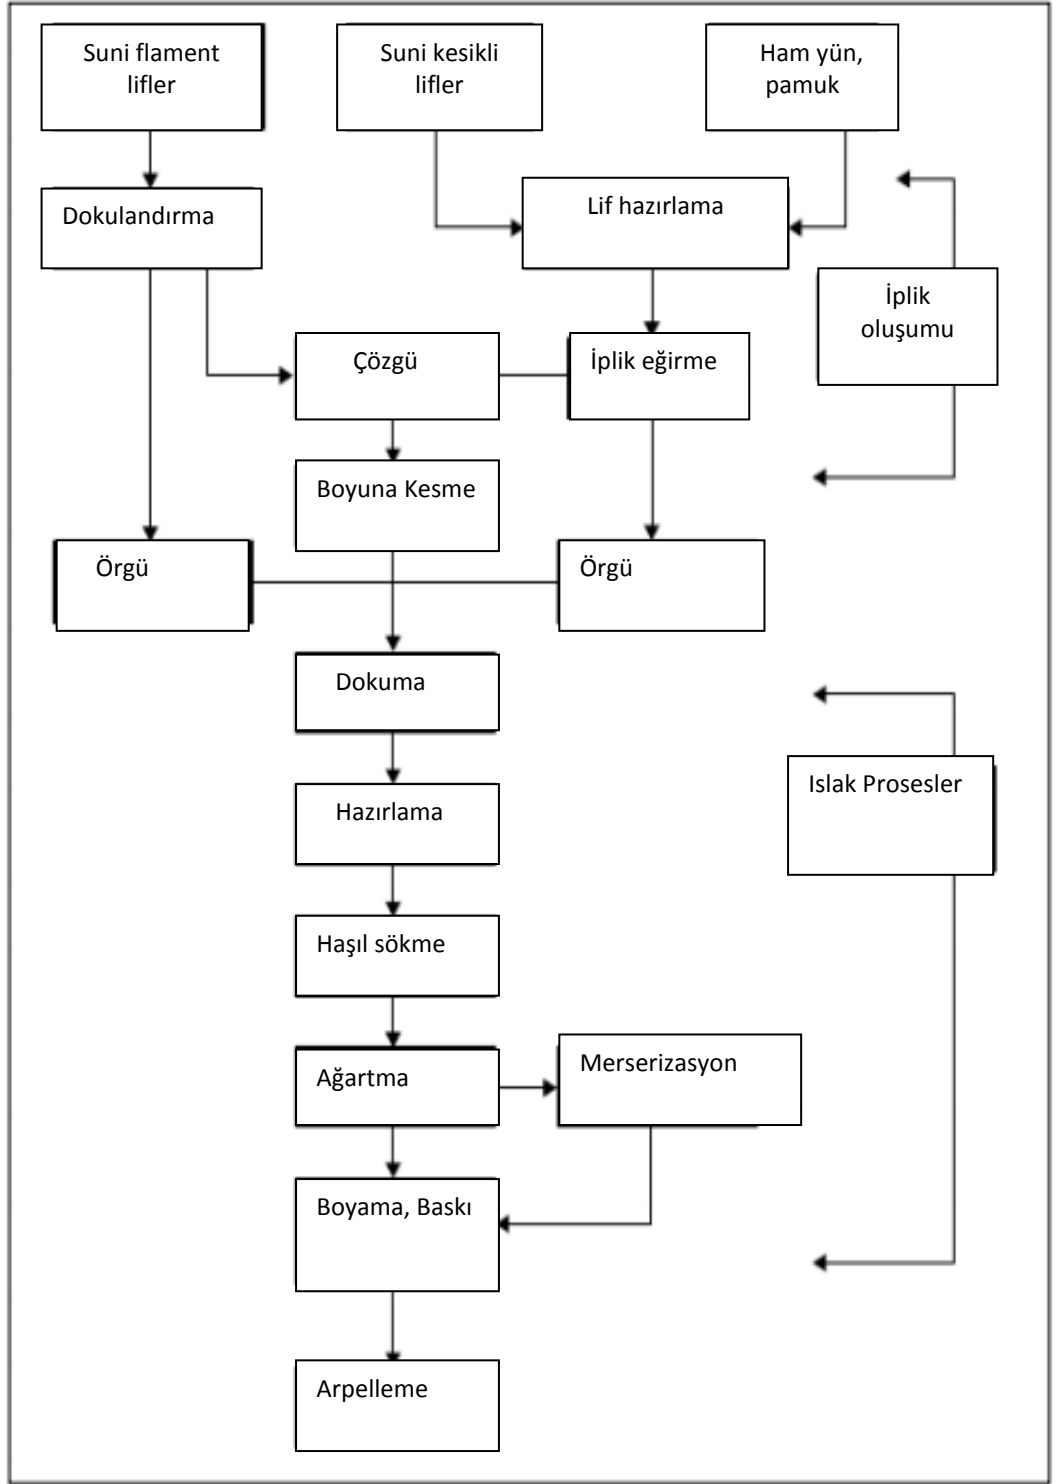 Suni flament
lifler
Suni kesikli
lifler
Ham yün,
pamuk
Dokulandırma
Lif hazırlama
İplik
oluşumu
Çözgü
İplik eğirme
Boyuna Kesme
Örgü
Örgü
Dokuma
Islak Prosesler
Hazırlama
Haşıl sökme
Ağartma
Merserizasyon
Boyama, Baskı
Arpelleme